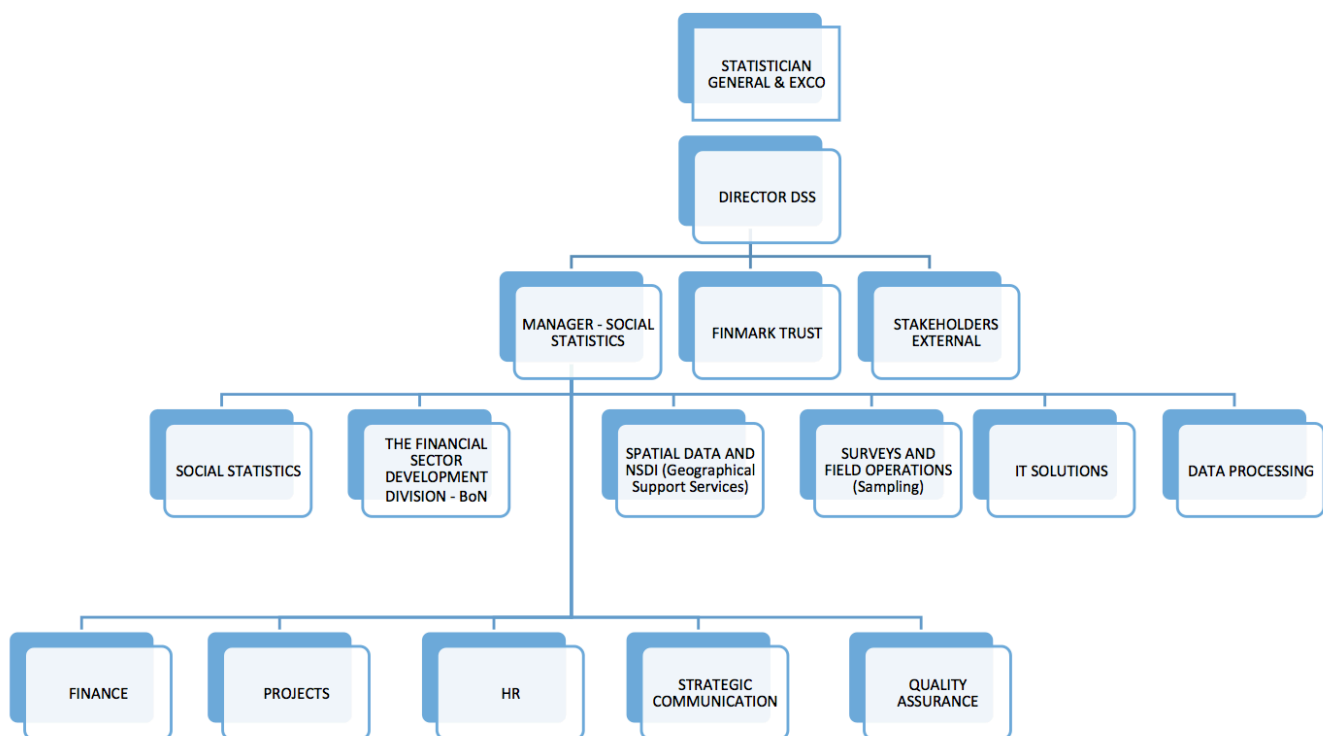 STATISTICIAN
GENERAL & EXCO
DIRECTOR DSS
MANAGER - SOCIAL
STATISTICS
FINMARK TRUST
STAKEHOLDERS
EXTERNAL
SOCIAL STATISTICS
THE FINANCIAL
SECTOR
DEVELOPMENT
DIVISION - BoN
SPATIAL DATA AND
NSDI (Geographical
Support Services)
SURVEYS AND
FIELD OPERATIONS
(Sampling)
IT SOLUTIONS
DATA PROCESSING
FINANCE
PROJECTS
HR
STRATEGIC
COMMUNICATION
QUALITY
ASSURANCE